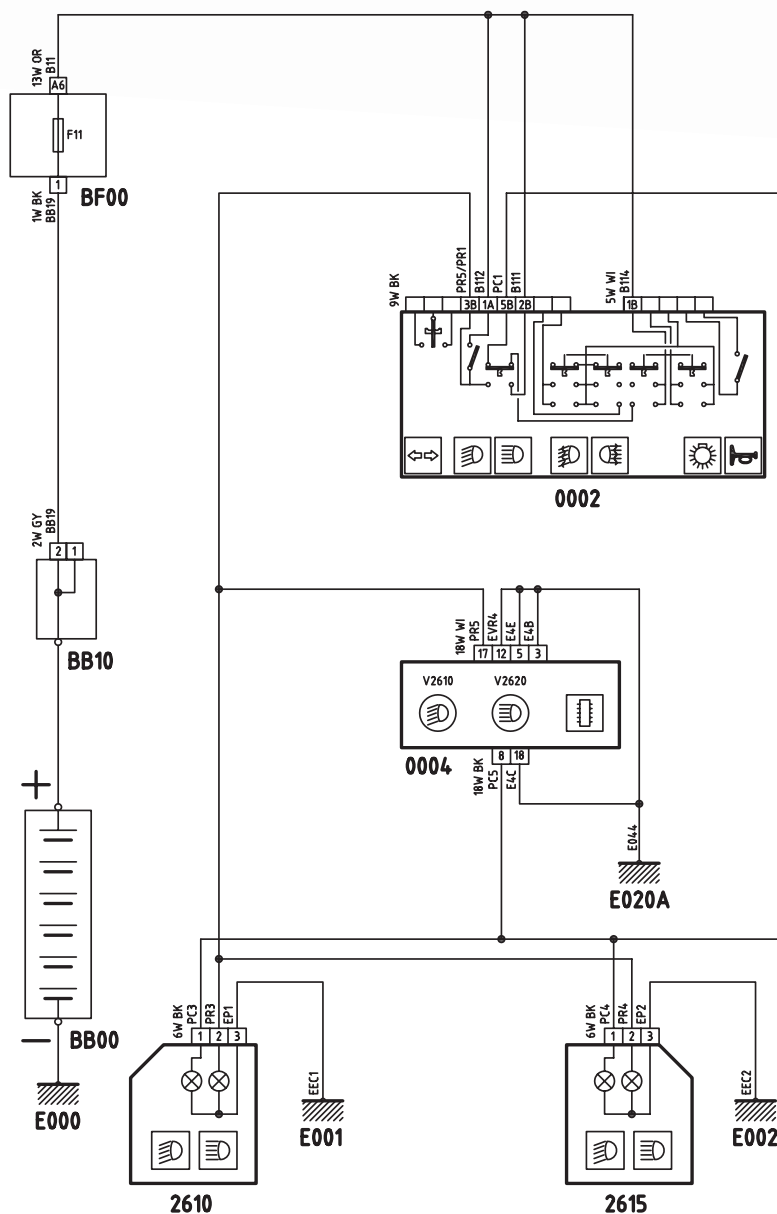 13W OR
B11
A6
F11
1
BF00
1W BK
BB19
9W BK
PR5/PR1
B112
PC1
B111
5W WI
B114
3B 1A 5B 2B
1B
0002
2W GY
BB19
2 1
BB10
18W WI
PR5
EVR4
E4E
E4B
17 12 5 3
V2610
V2620
0004
8 18
18W BK
PC5
E4C
E044
E020A
+
BB00
−
E000
6W BK
PC3
PR3
EP1
1 2 3
EEC1
E001
2610
6W BK
PC4
PR4
EP2
1 2 3
EEC2
E002
2615